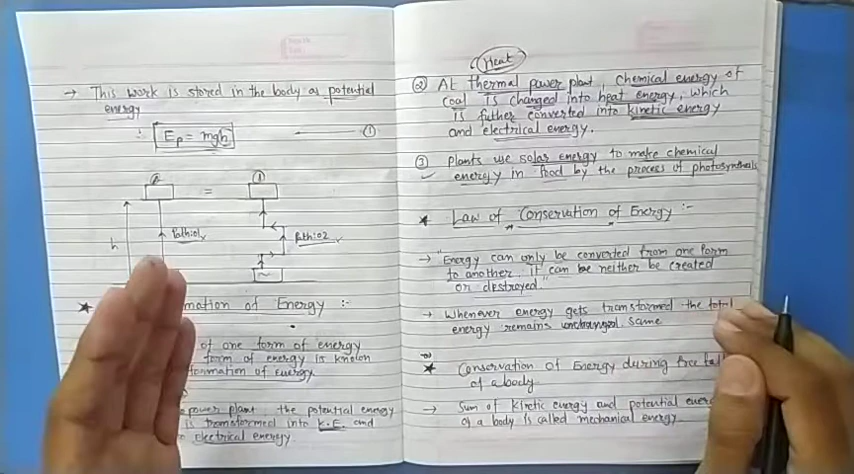 → This work is stored in the body as potential
energy
∴ Ep = mgh ①
② =
①
h
Path:01
Path:02
★ mation of Energy :-
of one form of energy
form of energy is known
formation of energy
power plant the potential energy
is transformed into K.E. and
electrical energy.
Heat
② At thermal power plant, chemical energy of
coal is changed into heat energy, which
is futher converted into kinetic energy
and electrical energy.
③ plants use solar energy to make chemical
energy in food by the process of photosynthesis
★ Law of Conservation of Energy :-
→ "Energy can only be converted from one form
to another, it can be neither be created
or destroyed"
→ Whenever energy gets transformed the total
energy remains unchanged same
★ Conservation of Energy during free fall
of a body
→ Sum of kinetic energy and potential
of a body is called mechanical energy.